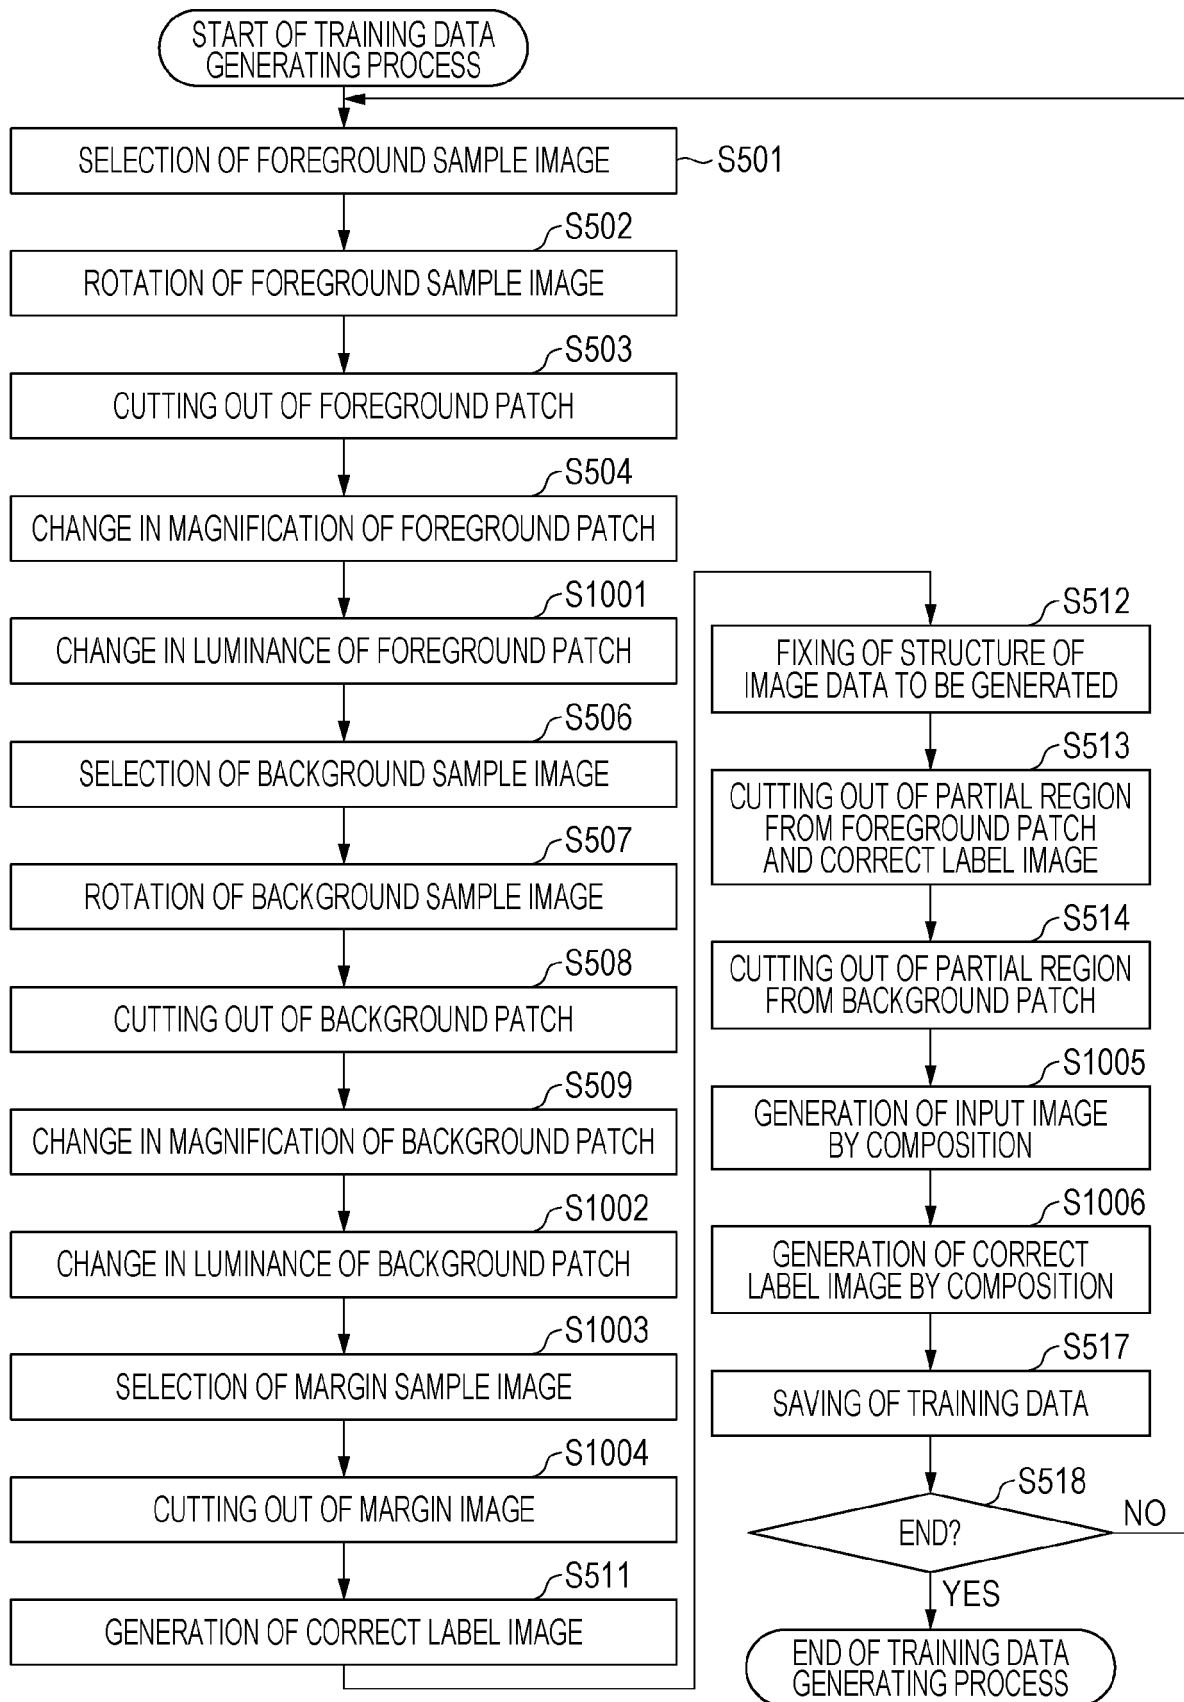 START OF TRAINING DATA
GENERATING PROCESS
SELECTION OF FOREGROUND SAMPLE IMAGE
S501
S502
ROTATION OF FOREGROUND SAMPLE IMAGE
S503
CUTTING OUT OF FOREGROUND PATCH
S504
CHANGE IN MAGNIFICATION OF FOREGROUND PATCH
S1001
CHANGE IN LUMINANCE OF FOREGROUND PATCH
S506
SELECTION OF BACKGROUND SAMPLE IMAGE
S507
ROTATION OF BACKGROUND SAMPLE IMAGE
S508
CUTTING OUT OF BACKGROUND PATCH
S509
CHANGE IN MAGNIFICATION OF BACKGROUND PATCH
S1002
CHANGE IN LUMINANCE OF BACKGROUND PATCH
S1003
SELECTION OF MARGIN SAMPLE IMAGE
S1004
CUTTING OUT OF MARGIN IMAGE
S511
GENERATION OF CORRECT LABEL IMAGE
S512
FIXING OF STRUCTURE OF
IMAGE DATA TO BE GENERATED
S513
CUTTING OUT OF PARTIAL REGION
FROM FOREGROUND PATCH
AND CORRECT LABEL IMAGE
S514
CUTTING OUT OF PARTIAL REGION
FROM BACKGROUND PATCH
S1005
GENERATION OF INPUT IMAGE
BY COMPOSITION
S1006
GENERATION OF CORRECT
LABEL IMAGE BY COMPOSITION
S517
SAVING OF TRAINING DATA
S518
END?
NO
YES
END OF TRAINING DATA
GENERATING PROCESS